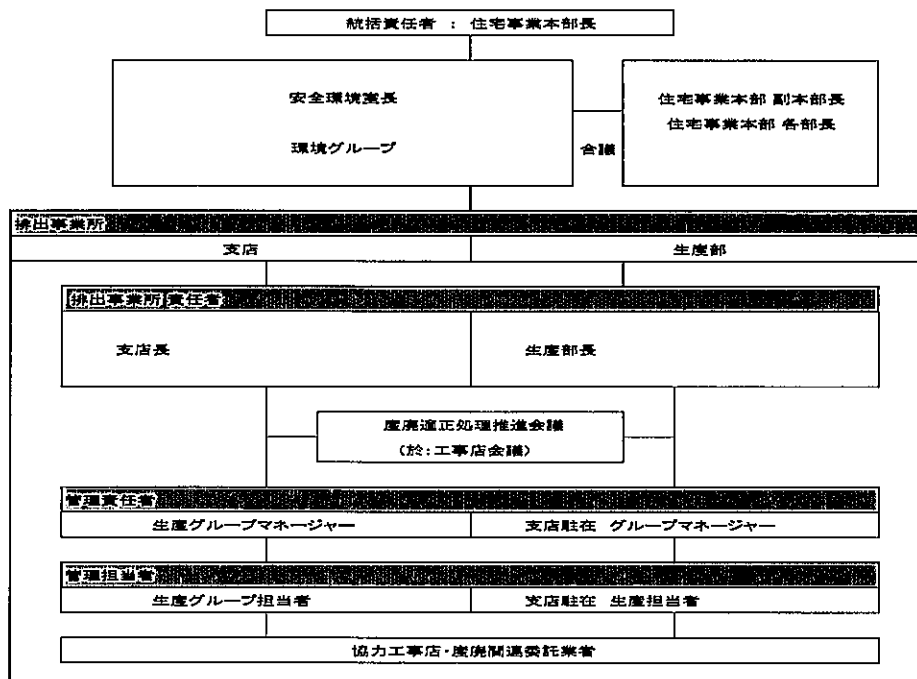 統括責任者 : 住宅事業本部長
安全環境室長
環境グループ
会議
住宅事業本部 副本部長
住宅事業本部 各部長
排出事業所
支店
生産部
排出事業所 責任者
支店長
生産部長
産廃適正処理推進会議
(於:工事店会議)
管理責任者
生産グループマネージャー
支店駐在 グループマネージャー
管理担当者
生産グループ担当者
支店駐在 生産担当者
協力工事店・産廃関連委託業者